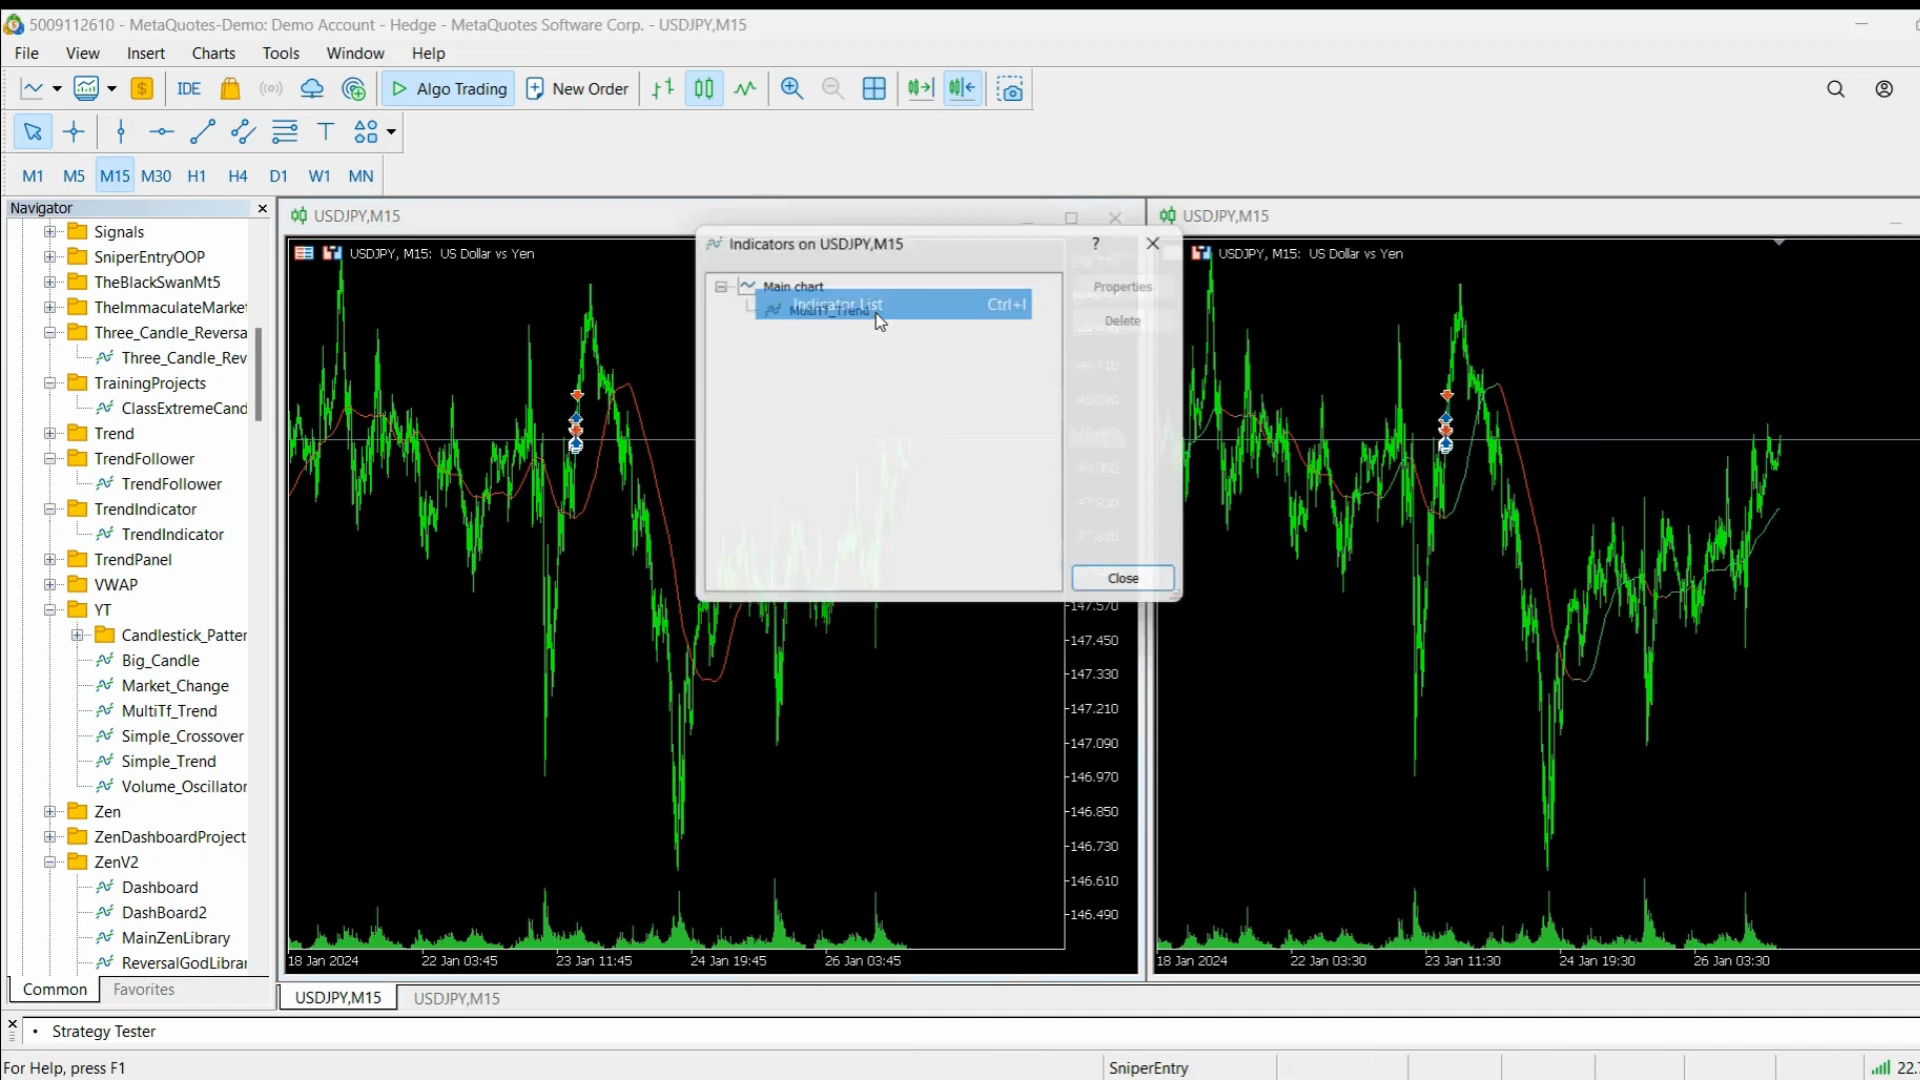 5009112610 - MetaQuotes-Demo: Demo Account - Hedge - MetaQuotes Software Corp. - USDJPY,M15
File View Insert Charts Tools Window Help
IDE Algo Trading New Order
M1 M5 M15 M30 H1 H4 D1 W1 MN
Navigator
Signals
SniperEntryOOP
TheBlackSwanMt5
TheImmaculateMarket
Three_Candle_Reversa
Three_Candle_Rev
TrainingProjects
ClassExtremeCand
Trend
TrendFollower
TrendFollower
TrendIndicator
TrendIndicator
TrendPanel
VWAP
YT
Candlestick_Patter
Big_Candle
Market_Change
MultiTf_Trend
Simple_Crossover
Simple_Trend
Volume_Oscillator
Zen
ZenDashboardProject
ZenV2
Dashboard
DashBoard2
MainZenLibrary
ReversalGodLibrar
Common Favorites
USDJPY,M15
USDJPY, M15: US Dollar vs Yen
Indicators on USDJPY,M15 ?
Main chart
Indicator List Ctrl+I
MultiTf_Trend
Properties
Delete
Close
147.570
147.450
147.330
147.210
147.090
146.970
146.850
146.730
146.610
146.490
18 Jan 2024 22 Jan 03:45 23 Jan 11:45 24 Jan 19:45 26 Jan 03:45
USDJPY,M15
USDJPY, M15: US Dollar vs Yen
18 Jan 2024 22 Jan 03:30 23 Jan 11:30 24 Jan 19:30 26 Jan 03:30
USDJPY,M15 USDJPY,M15
Strategy Tester
For Help, press F1 SniperEntry 22.